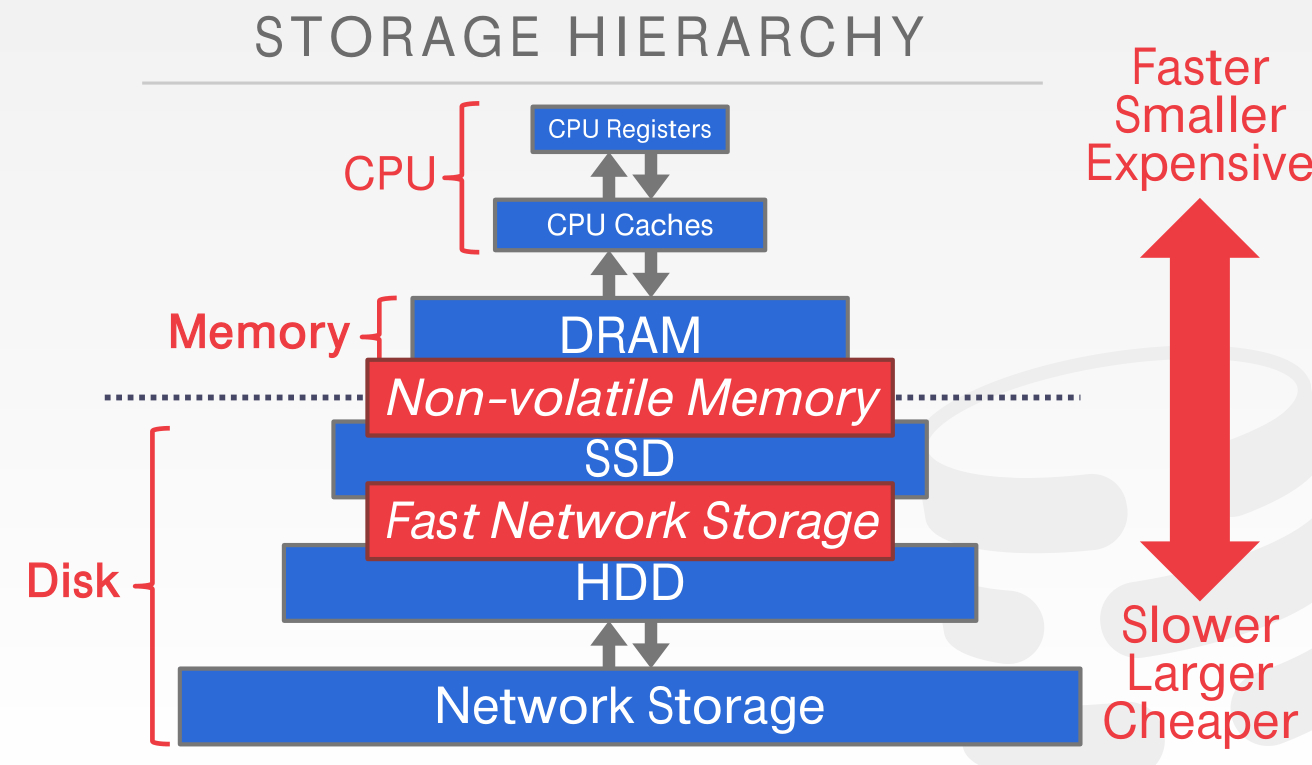 STORAGE HIERARCHY
Faster
Smaller
Expensive
CPU Registers
CPU
CPU Caches
Memory
DRAM
Non-volatile Memory
SSD
Fast Network Storage
Disk
HDD
Slower
Larger
Cheaper
Network Storage